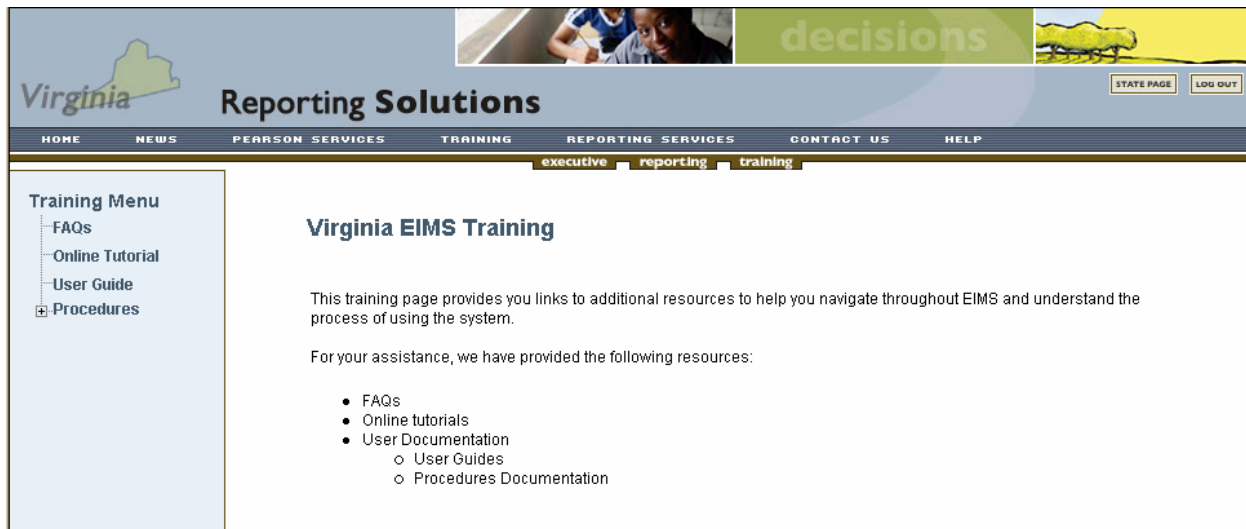 decisions
Virginia
Reporting Solutions
STATE PAGE LOG OUT
HOME NEWS PEARSON SERVICES TRAINING REPORTING SERVICES CONTACT US HELP
executive reporting training
Training Menu
FAQs
Online Tutorial
User Guide
Procedures
Virginia EIMS Training
This training page provides you links to additional resources to help you navigate throughout EIMS and understand the
process of using the system.
For your assistance, we have provided the following resources:
● FAQs
● Online tutorials
● User Documentation
○ User Guides
○ Procedures Documentation